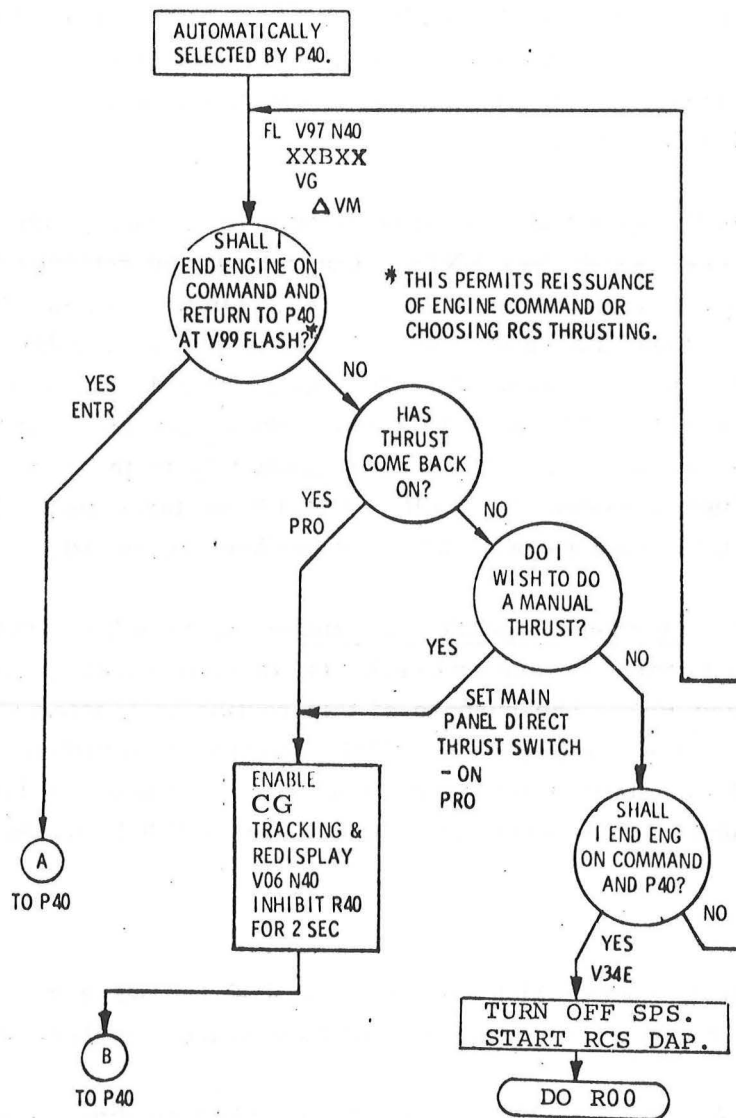 AUTOMATICALLY
SELECTED BY P40.
FL V97 N40
XXBXX
VG
Δ VM
SHALL I
END ENGINE ON
COMMAND AND
RETURN TO P40
AT V99 FLASH?*
* THIS PERMITS REISSUANCE
OF ENGINE COMMAND OR
CHOOSING RCS THRUSTING.
YES
ENTR
NO
HAS
THRUST
COME BACK
ON?
YES
PRO
NO
DO I
WISH TO DO
A MANUAL
THRUST?
YES
NO
SET MAIN
PANEL DIRECT
THRUST SWITCH
- ON
PRO
ENABLE
CG
TRACKING &
REDISPLAY
V06 N40
INHIBIT R40
FOR 2 SEC
SHALL
I END ENG
ON COMMAND
AND P40?
A
TO P40
NO
YES
V34E
TURN OFF SPS.
START RCS DAP.
B
TO P40
DO R00